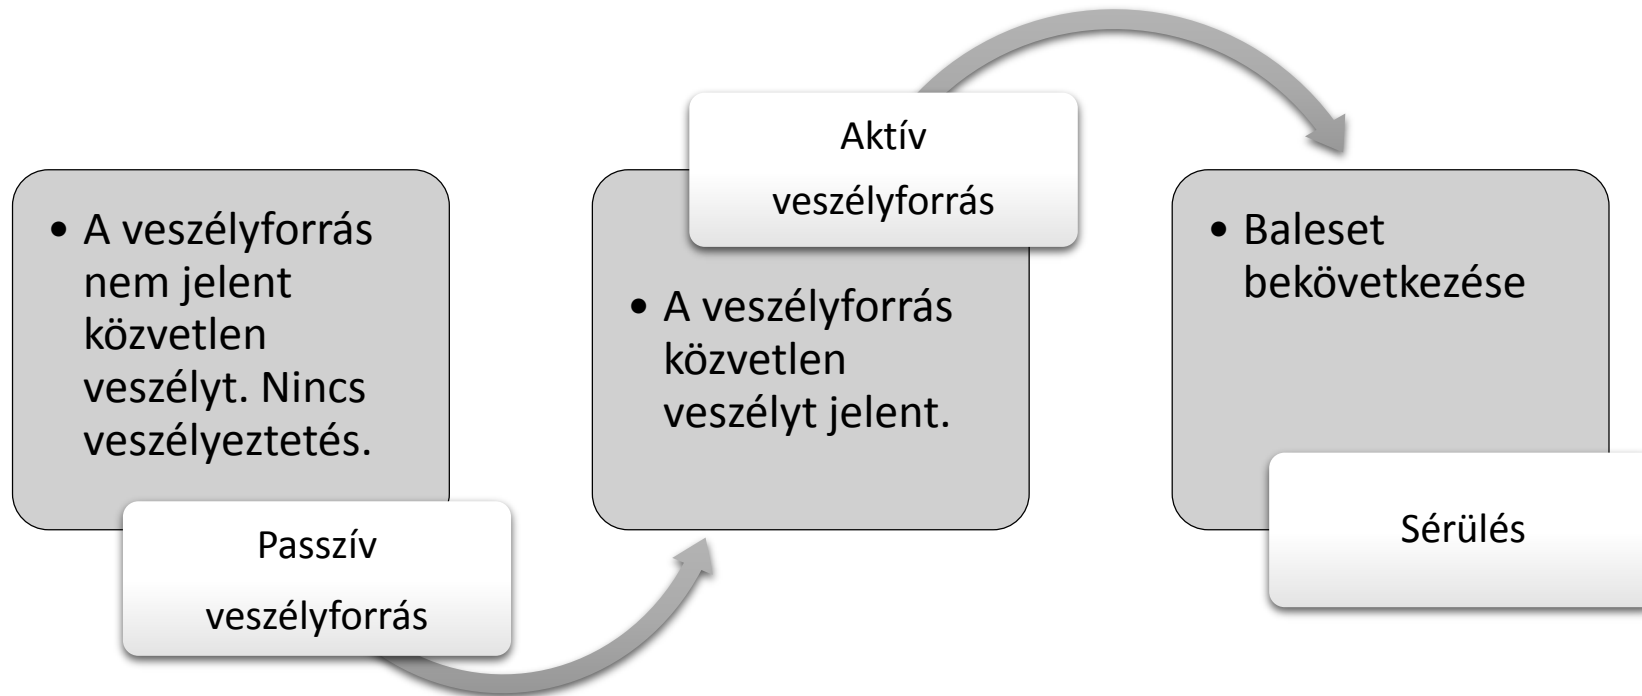 • A veszélyforrás
nem jelent
közvetlen
veszélyt. Nincs
veszélyeztetés.
Passzív
veszélyforrás
Aktív
veszélyforrás
• A veszélyforrás
közvetlen
veszélyt jelent.
• Baleset
bekövetkezése
Sérülés